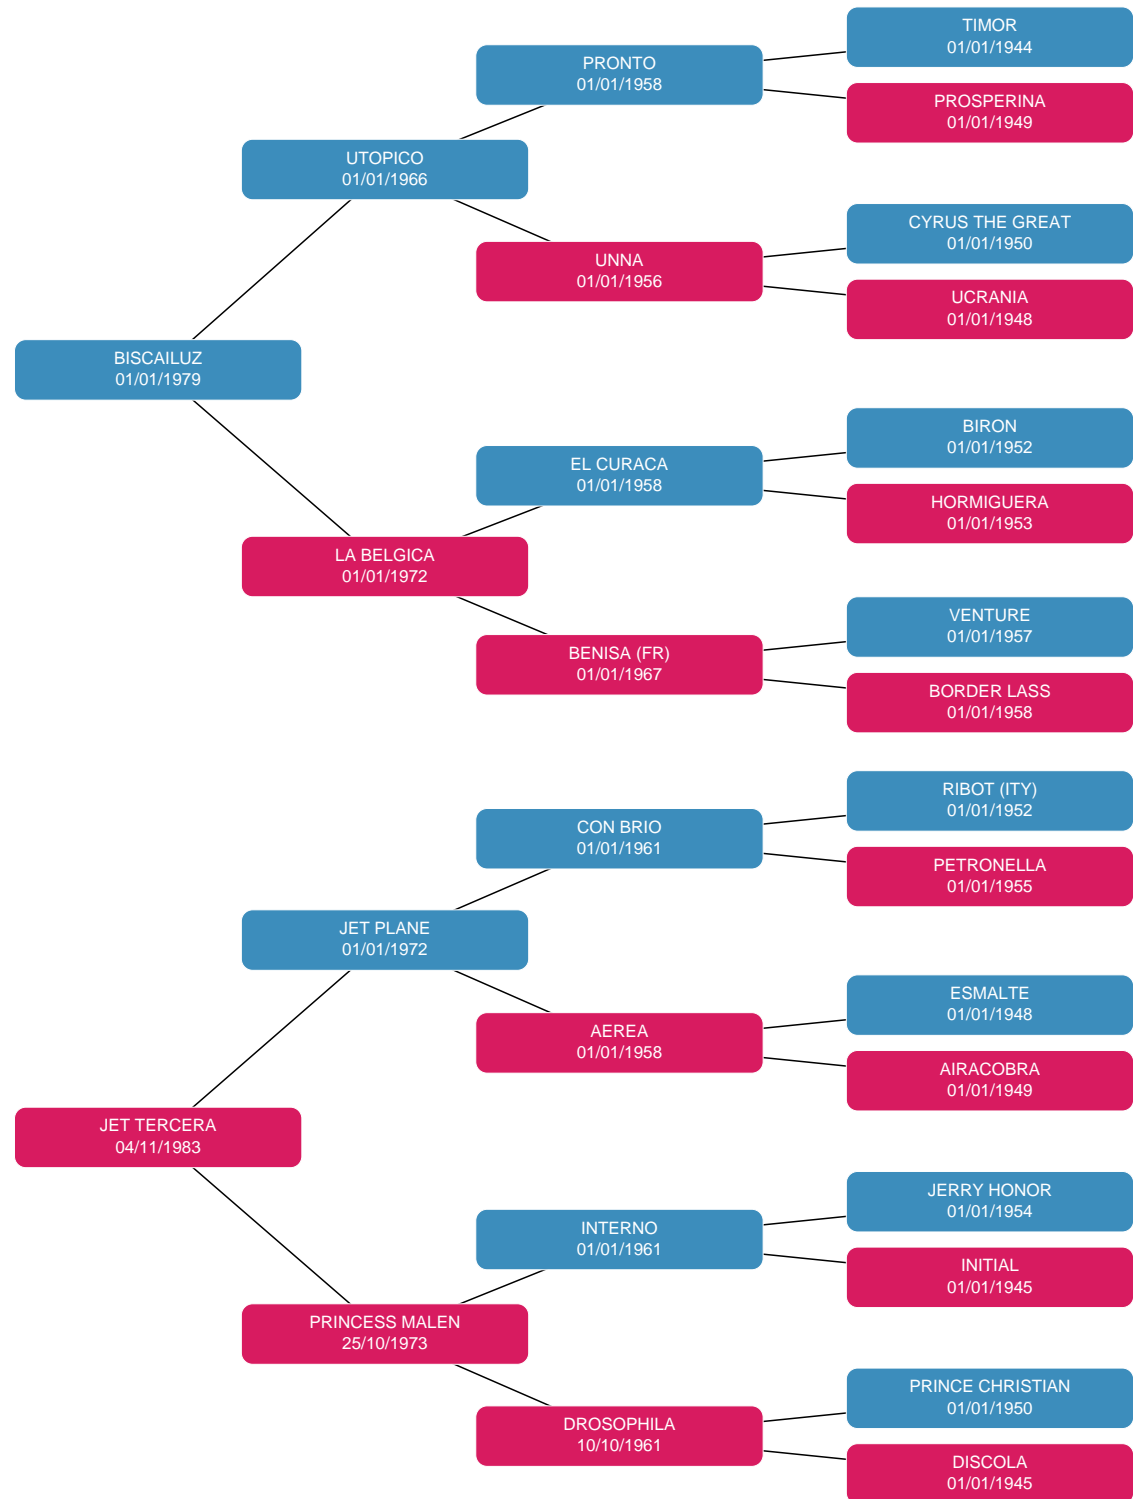 TIMOR
01/01/1944
PRONTO
01/01/1958
PROSPERINA
01/01/1949
UTOPICO
01/01/1966
CYRUS THE GREAT
01/01/1950
UNNA
01/01/1956
UCRANIA
01/01/1948
BISCAILUZ
01/01/1979
BIRON
01/01/1952
EL CURACA
01/01/1958
HORMIGUERA
01/01/1953
LA BELGICA
01/01/1972
VENTURE
01/01/1957
BENISA (FR)
01/01/1967
BORDER LASS
01/01/1958
RIBOT (ITY)
01/01/1952
CON BRIO
01/01/1961
PETRONELLA
01/01/1955
JET PLANE
01/01/1972
ESMALTE
01/01/1948
AEREA
01/01/1958
AIRACOBRA
01/01/1949
JET TERCERA
04/11/1983
JERRY HONOR
01/01/1954
INTERNO
01/01/1961
INITIAL
01/01/1945
PRINCESS MALEN
25/10/1973
PRINCE CHRISTIAN
01/01/1950
DROSOPHILA
10/10/1961
DISCOLA
01/01/1945